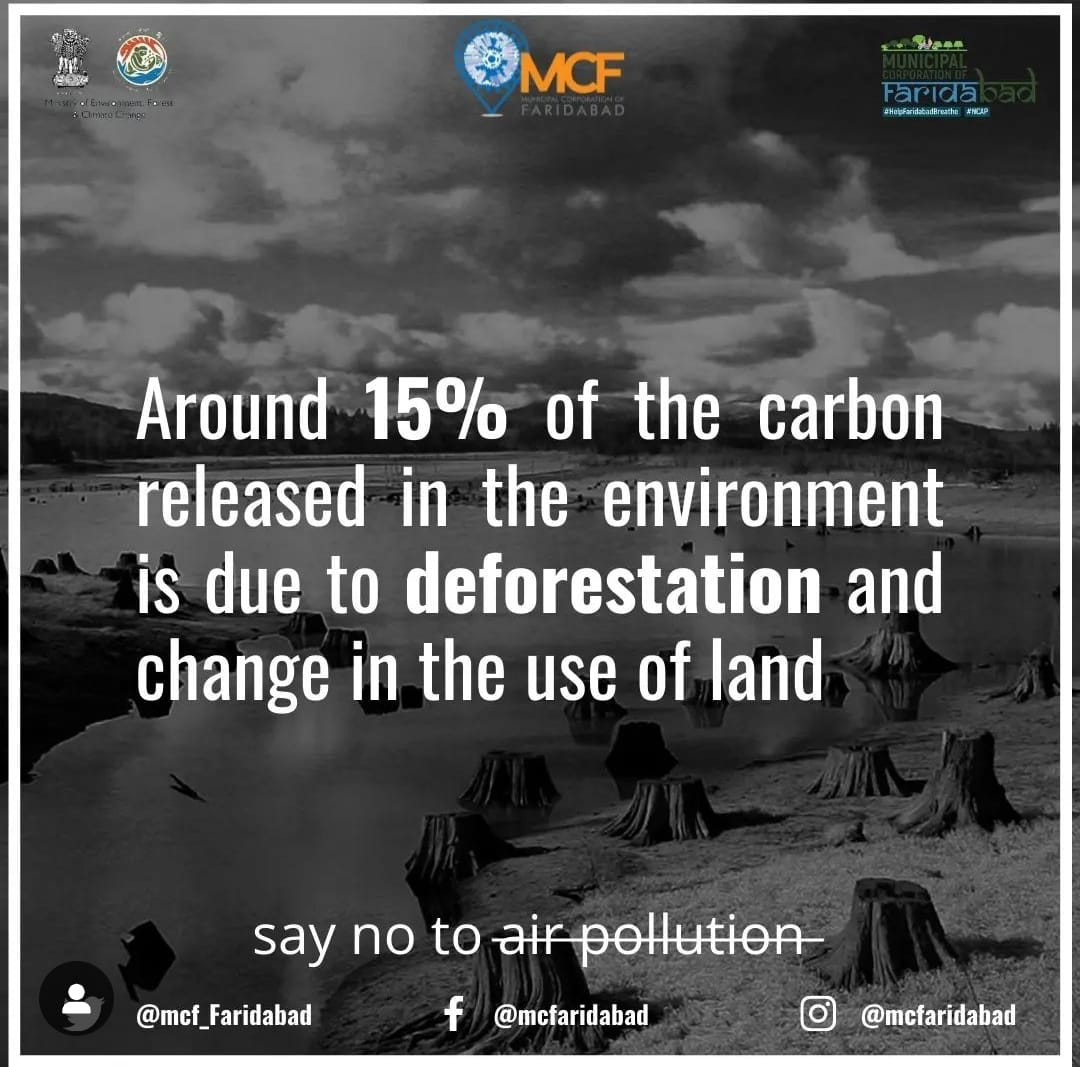 Ministry of Environment, Forest
& Climate Change
MCF
MUNICIPAL CORPORATION OF
FARIDABAD
MUNICIPAL
CORPORATION OF
Faridabad
#HelpFaridabadBreathe #NCAP
Around 15% of the carbon
released in the environment
is due to deforestation and
change in the use of land
say no to air pollution
@mcf_Faridabad
f @mcfaridabad
@mcfaridabad